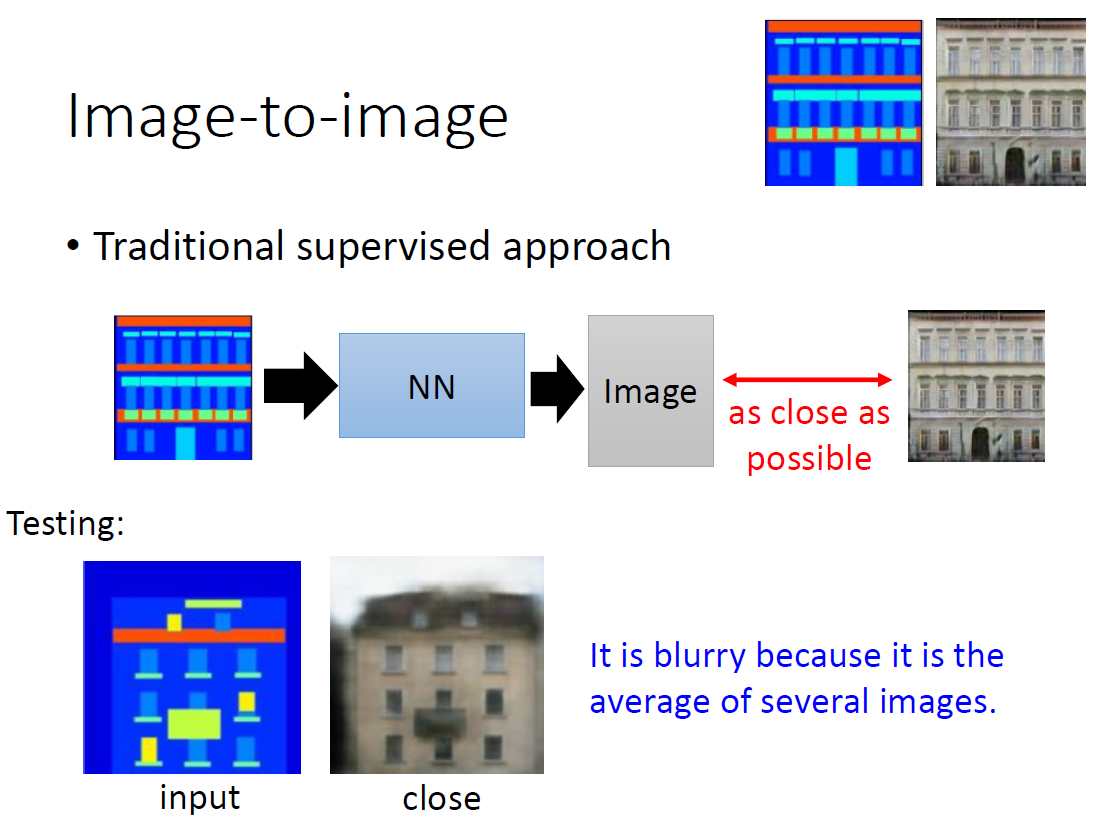 Image-to-image
• Traditional supervised approach
NN
Image
as close as
possible
Testing:
It is blurry because it is the
average of several images.
input
close